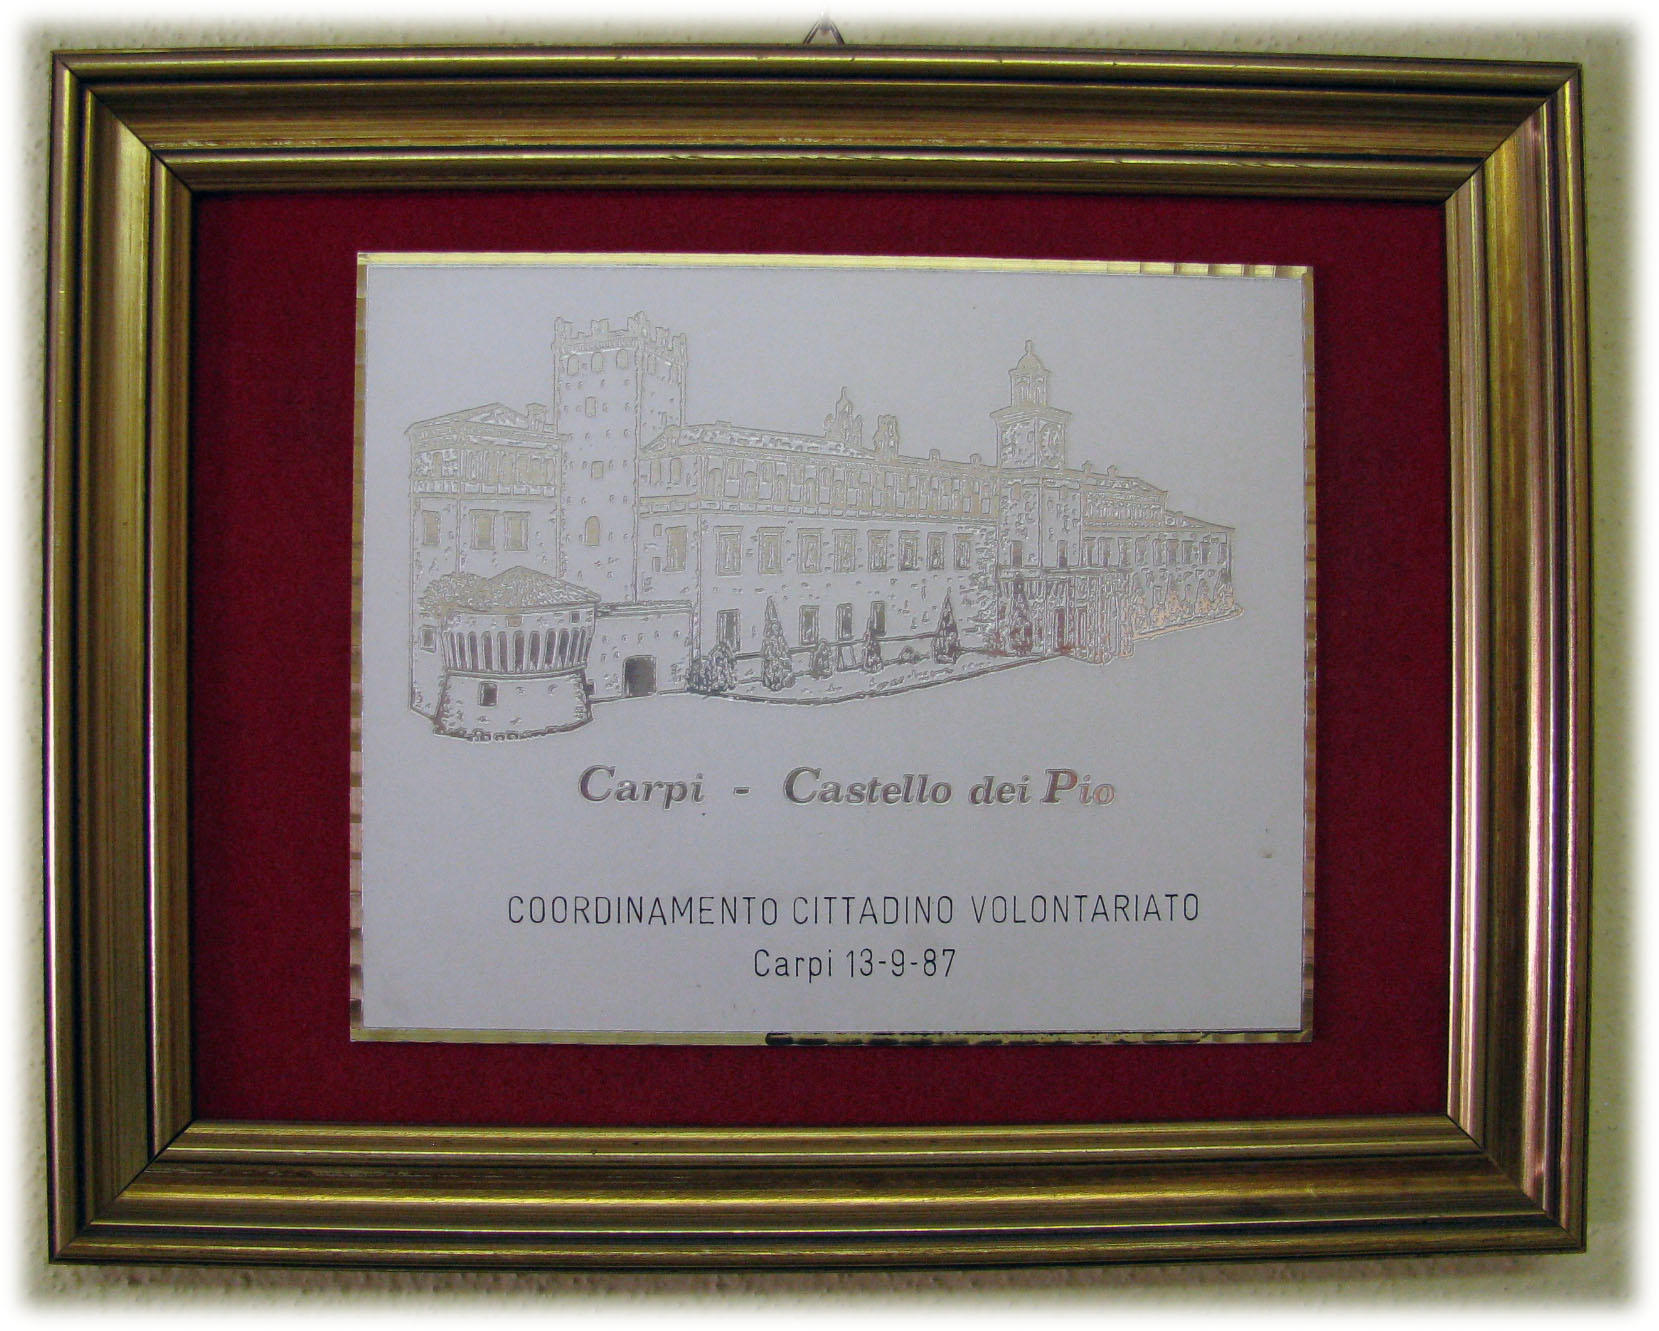 Carpi - Castello dei Pio
COORDINAMENTO CITTADINO VOLONTARIATO
Carpi 13-9-87